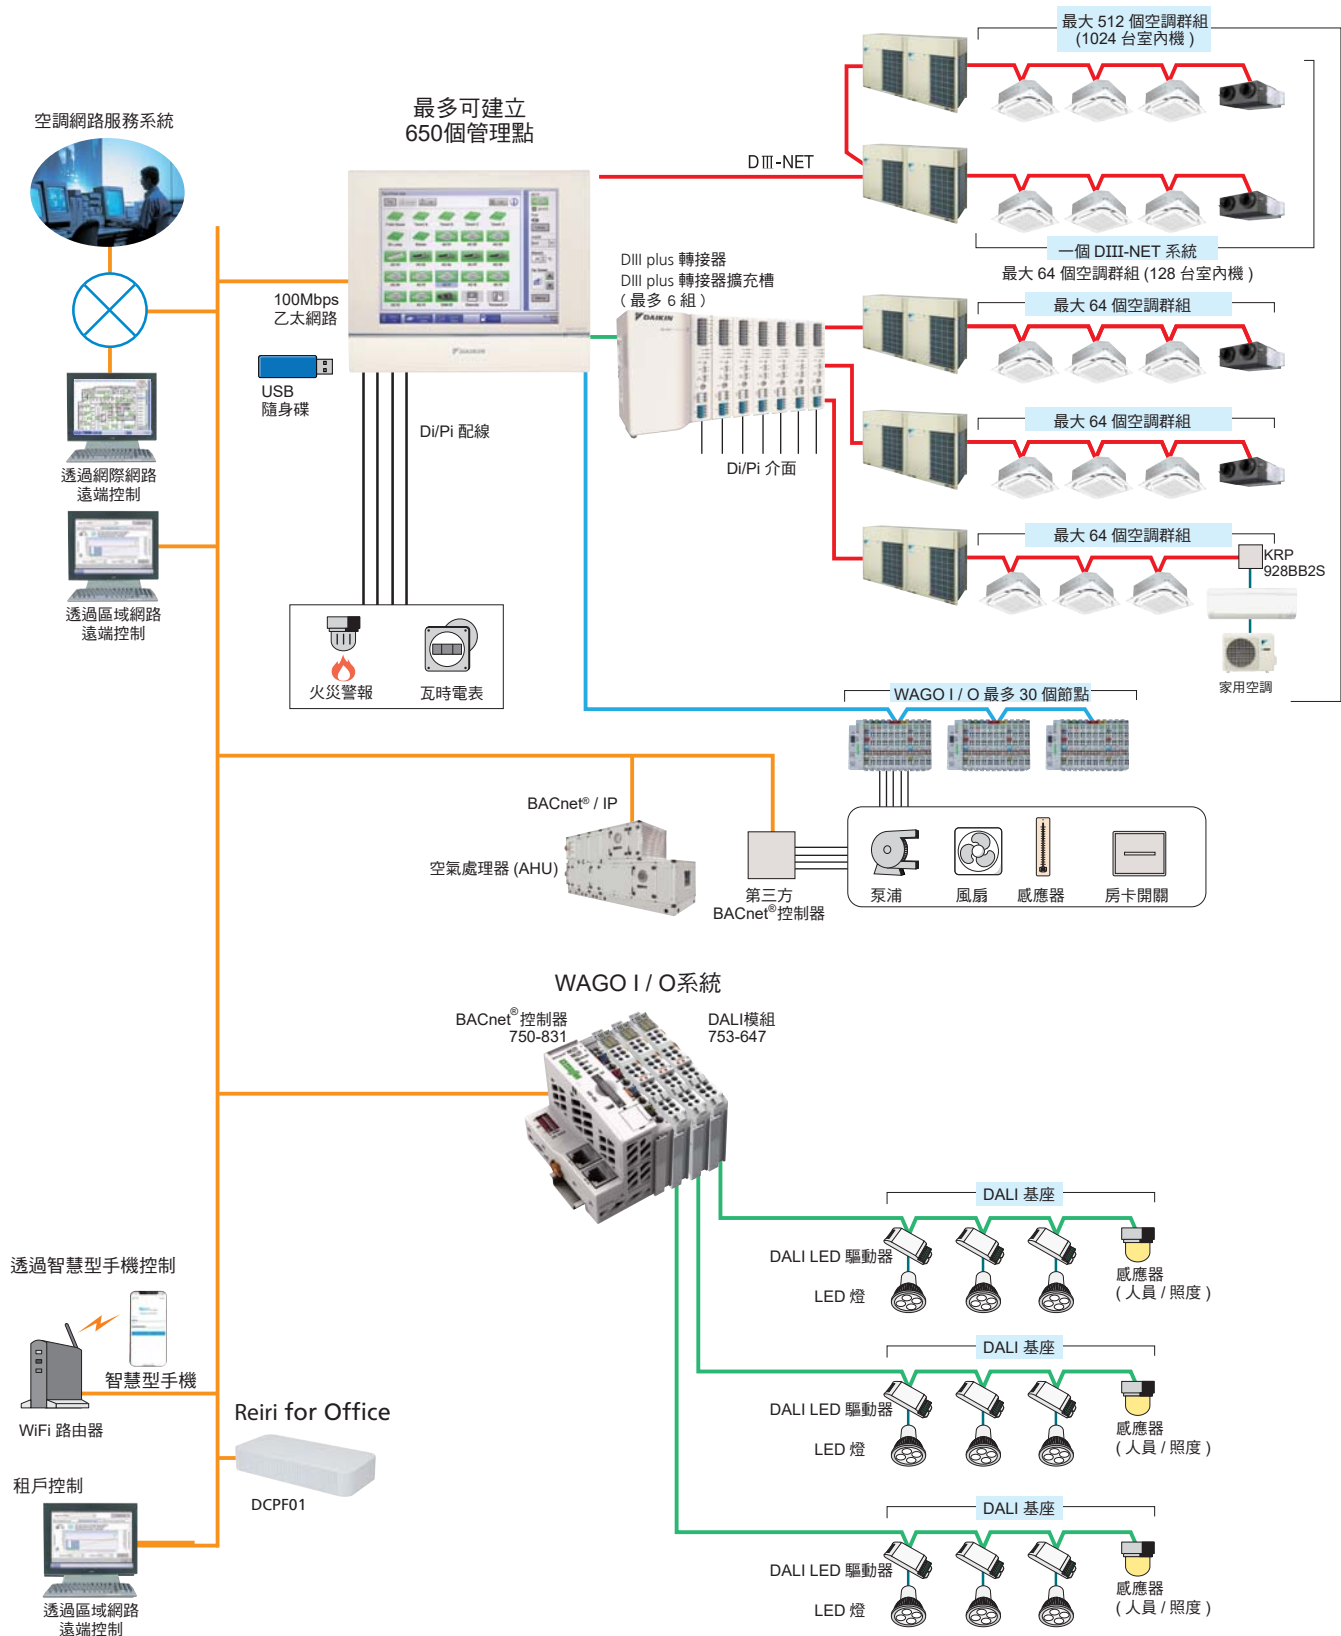 最大 512 個空調群組
(1024 台室內機 )
空調網路服務系統
最多可建立
650個管理點
DⅢ-NET
一個 DIII-NET 系統
最大 64 個空調群組 (128 台室內機 )
DIII plus 轉接器
DIII plus 轉接器擴充槽
( 最多 6 組 )
DAIKIN
100Mbps
乙太網路
USB
隨身碟
DAIKIN
最大 64 個空調群組
Di/Pi 配線
Di/Pi 介面
最大 64 個空調群組
透過網際網路
遠端控制
最大 64 個空調群組
KRP
928BB2S
透過區域網路
遠端控制
火災警報
瓦時電表
家用空調
WAGO I / O 最多 30 個節點
BACnet® / IP
空氣處理器 (AHU)
第三方
BACnet®控制器
泵浦
風扇
感應器
房卡開關
WAGO I / O系統
BACnet®控制器
750-831
DALI模組
753-647
DALI 基座
DALI LED 驅動器
LED 燈
感應器
( 人員 / 照度 )
透過智慧型手機控制
智慧型手機
WiFi 路由器
DALI 基座
DALI LED 驅動器
LED 燈
感應器
( 人員 / 照度 )
Reiri for Office
DCPF01
租戶控制
透過區域網路
遠端控制
DALI 基座
DALI LED 驅動器
LED 燈
感應器
( 人員 / 照度 )